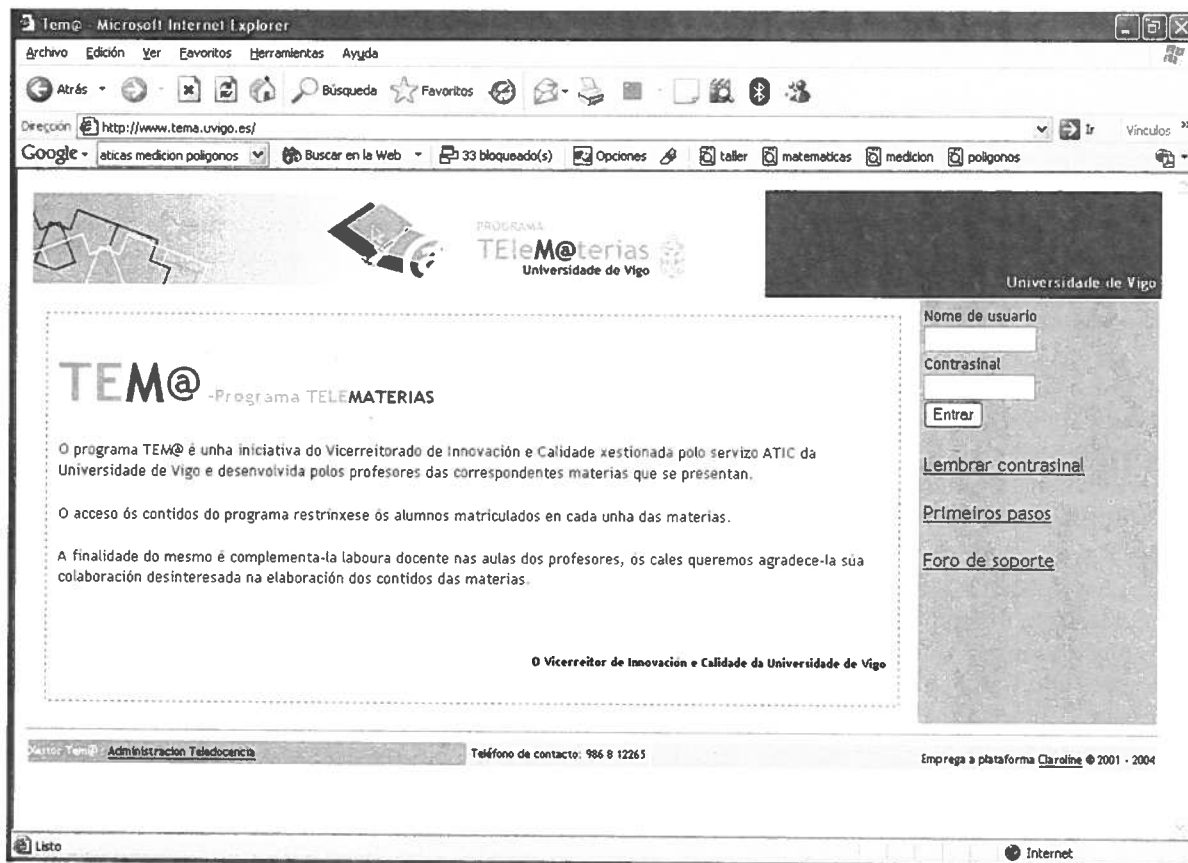 Tem@ - Microsoft Internet Explorer
Archivo Edición Ver Favoritos Herramientas Ayuda
Atrás Búsqueda Favoritos
Dirección http://www.tema.uvigo.es/ Ir Vínculos
Google aticas medicion poligonos Buscar en la Web 33 bloqueado(s) Opciones taller matematicas medicion poligonos
PROGRAMA
TEleM@terias
Universidade de Vigo
Universidade de Vigo
Nome de usuario
Contrasinal
Entrar
Lembrar contrasinal
Primeiros pasos
Foro de soporte
TEM@ -Programa TELEMATERIAS
O programa TEM@ é unha iniciativa do Vicerreitorado de Innovación e Calidade xestionada polo servizo ATIC da
Universidade de Vigo e desenvolvida polos profesores das correspondentes materias que se presentan.
O acceso ós contidos do programa restrínxese ós alumnos matriculados en cada unha das materias.
A finalidade do mesmo é complementa-la laboura docente nas aulas dos profesores, ós cales queremos agradece-la súa
colaboración desinteresada na elaboración dos contidos das materias.
O Vicerreitor de Innovación e Calidade da Universidade de Vigo
Xestor Tem@ : Administracion Teledocencia Teléfono de contacto: 986 8 12265 Emprega a plataforma Claroline © 2001 - 2004
Listo Internet